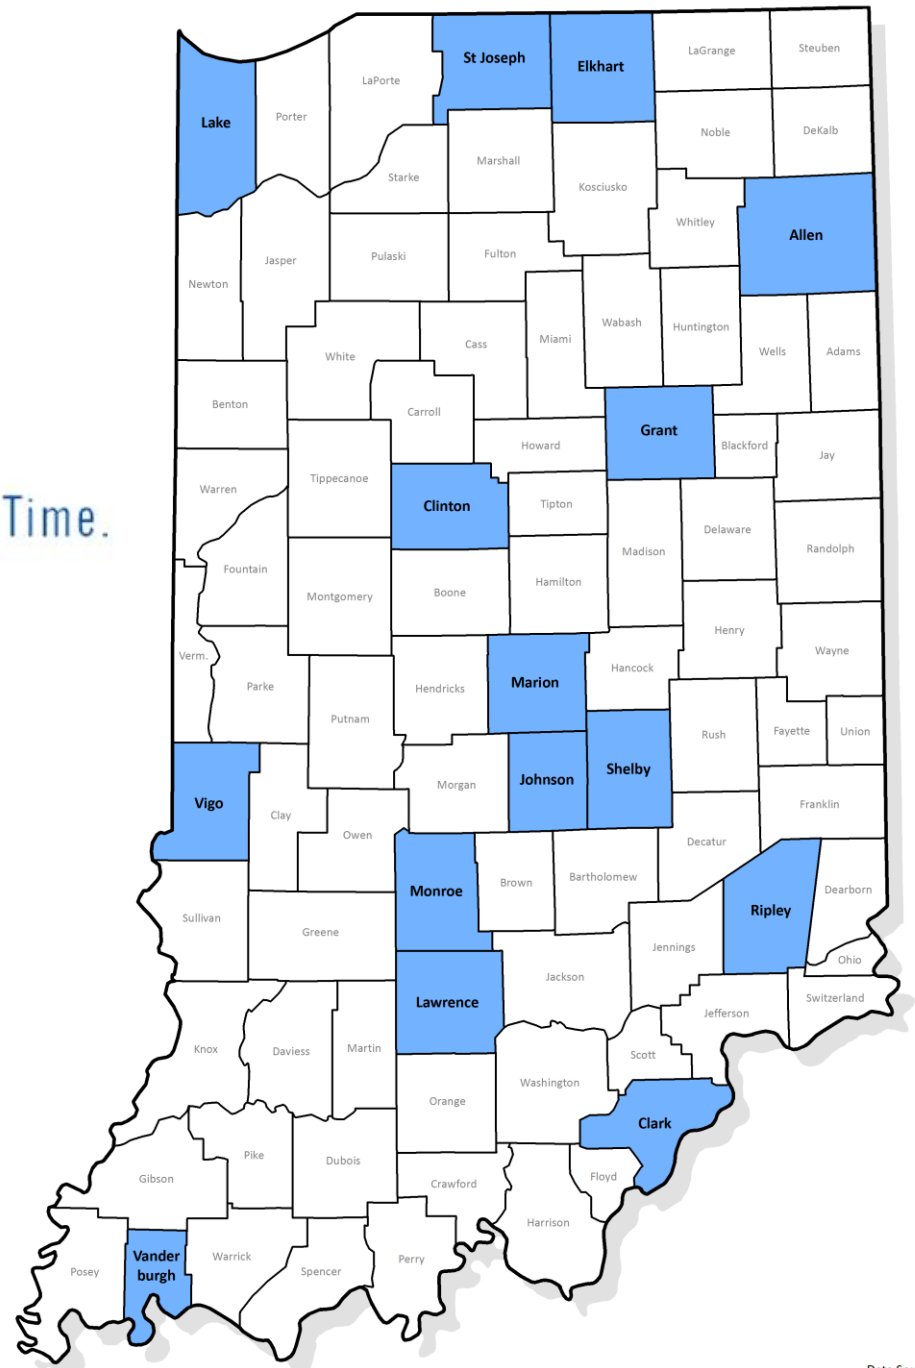 St Joseph
Elkhart
LaGrange
Steuben
LaPorte
Porter
Lake
Noble
DeKalb
Marshall
Starke
Kosciusko
Whitley
Allen
Pulaski
Fulton
Jasper
Newton
Wabash
Huntington
Miami
Cass
White
Wells
Adams
Benton
Carroll
Grant
Howard
Blackford
Jay
Tippecanoe
Warren
Clinton
Tipton
Time.
Delaware
Madison
Randolph
Fountain
Hamilton
Boone
Montgomery
Henry
Wayne
Verm.
Hancock
Marion
Parke
Hendricks
Putnam
Rush
Fayette
Union
Shelby
Johnson
Morgan
Vigo
Franklin
Clay
Owen
Decatur
Bartholomew
Brown
Monroe
Dearborn
Ripley
Sullivan
Greene
Jennings
Ohio
Jackson
Switzerland
Lawrence
Jefferson
Knox
Daviess
Martin
Scott
Washington
Orange
Clark
Pike
Dubois
Gibson
Floyd
Crawford
Harrison
Vander
burgh
Warrick
Perry
Posey
Spencer